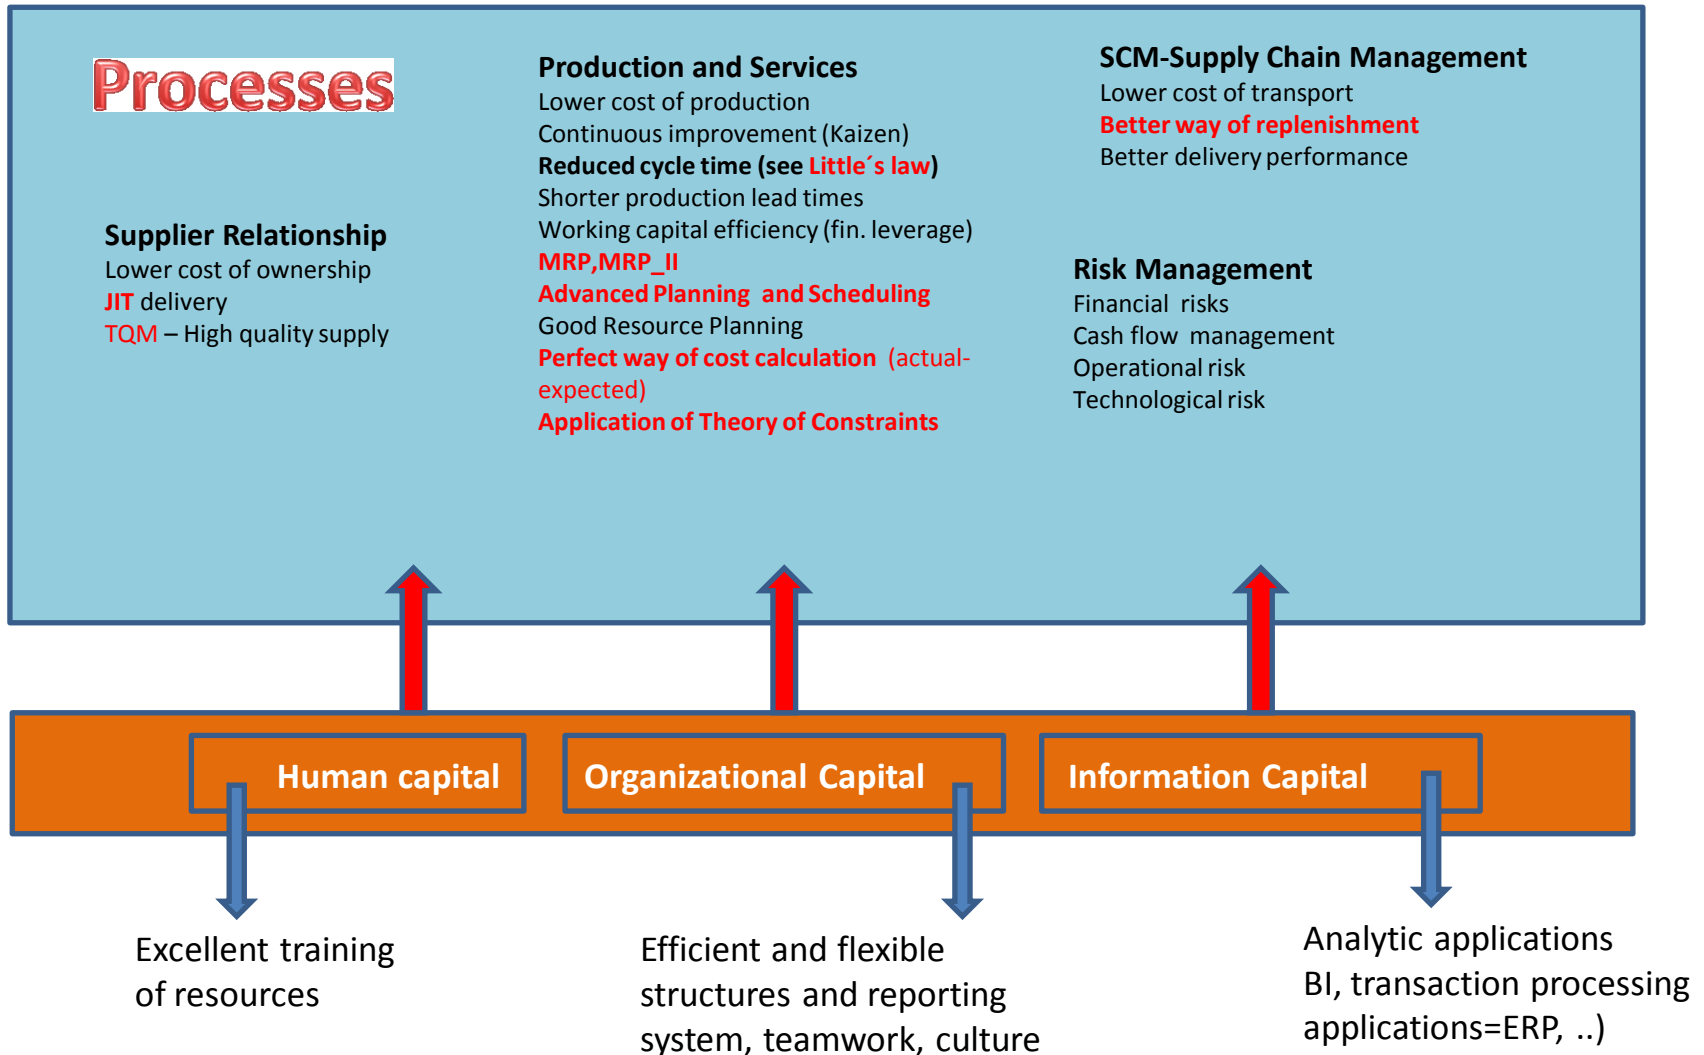 Processes
Supplier Relationship
Lower cost of ownership
JIT delivery
TQM – High quality supply
Production and Services
Lower cost of production
Continuous improvement (Kaizen)
Reduced cycle time (see Little´s law)
Shorter production lead times
Working capital efficiency (fin. leverage)
MRP,MRP_II
Advanced Planning and Scheduling
Good Resource Planning
Perfect way of cost calculation (actual-
expected)
Application of Theory of Constraints
SCM-Supply Chain Management
Lower cost of transport
Better way of replenishment
Better delivery performance
Risk Management
Financial risks
Cash flow management
Operational risk
Technological risk
Human capital
Organizational Capital
Information Capital
Excellent training
of resources
Efficient and flexible
structures and reporting
system, teamwork, culture
Analytic applications
BI, transaction processing
applications=ERP, ..)